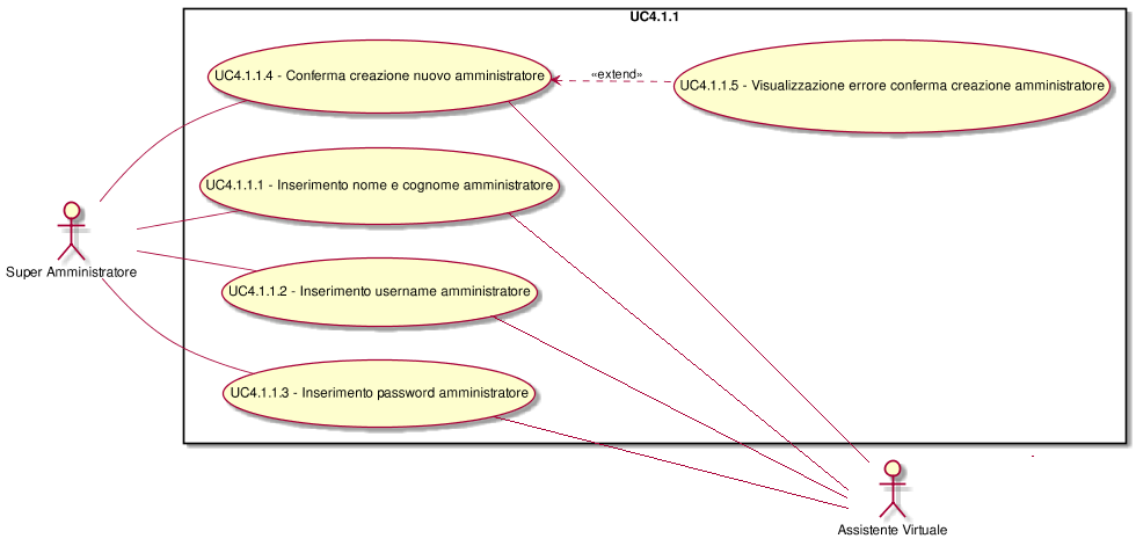 UC4.1.1
UC4.1.1.4 - Conferma creazione nuovo amministratore
«extend»
UC4.1.1.5 - Visualizzazione errore conferma creazione amministratore
UC4.1.1.1 - Inserimento nome e cognome amministratore
Super Amministratore
UC4.1.1.2 - Inserimento username amministratore
UC4.1.1.3 - Inserimento password amministratore
Assistente Virtuale